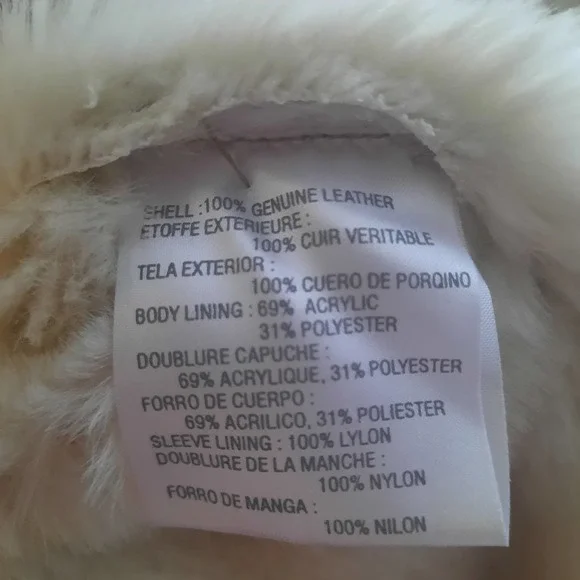 SHELL :100% GENUINE LEATHER
ETOFFE EXTERIEURE :
100% CUIR VERITABLE
TELA EXTERIOR :
100% CUERO DE PORQINO
BODY LINING : 69% ACRYLIC
31% POLYESTER
DOUBLURE CAPUCHE :
69% ACRYLIQUE, 31% POLYESTER
FORRO DE CUERPO :
69% ACRILICO, 31% POLIESTER
SLEEVE LINING : 100% LYLON
DOUBLURE DE LA MANCHE :
100% NYLON
FORRO DE MANGA :
100% NILON